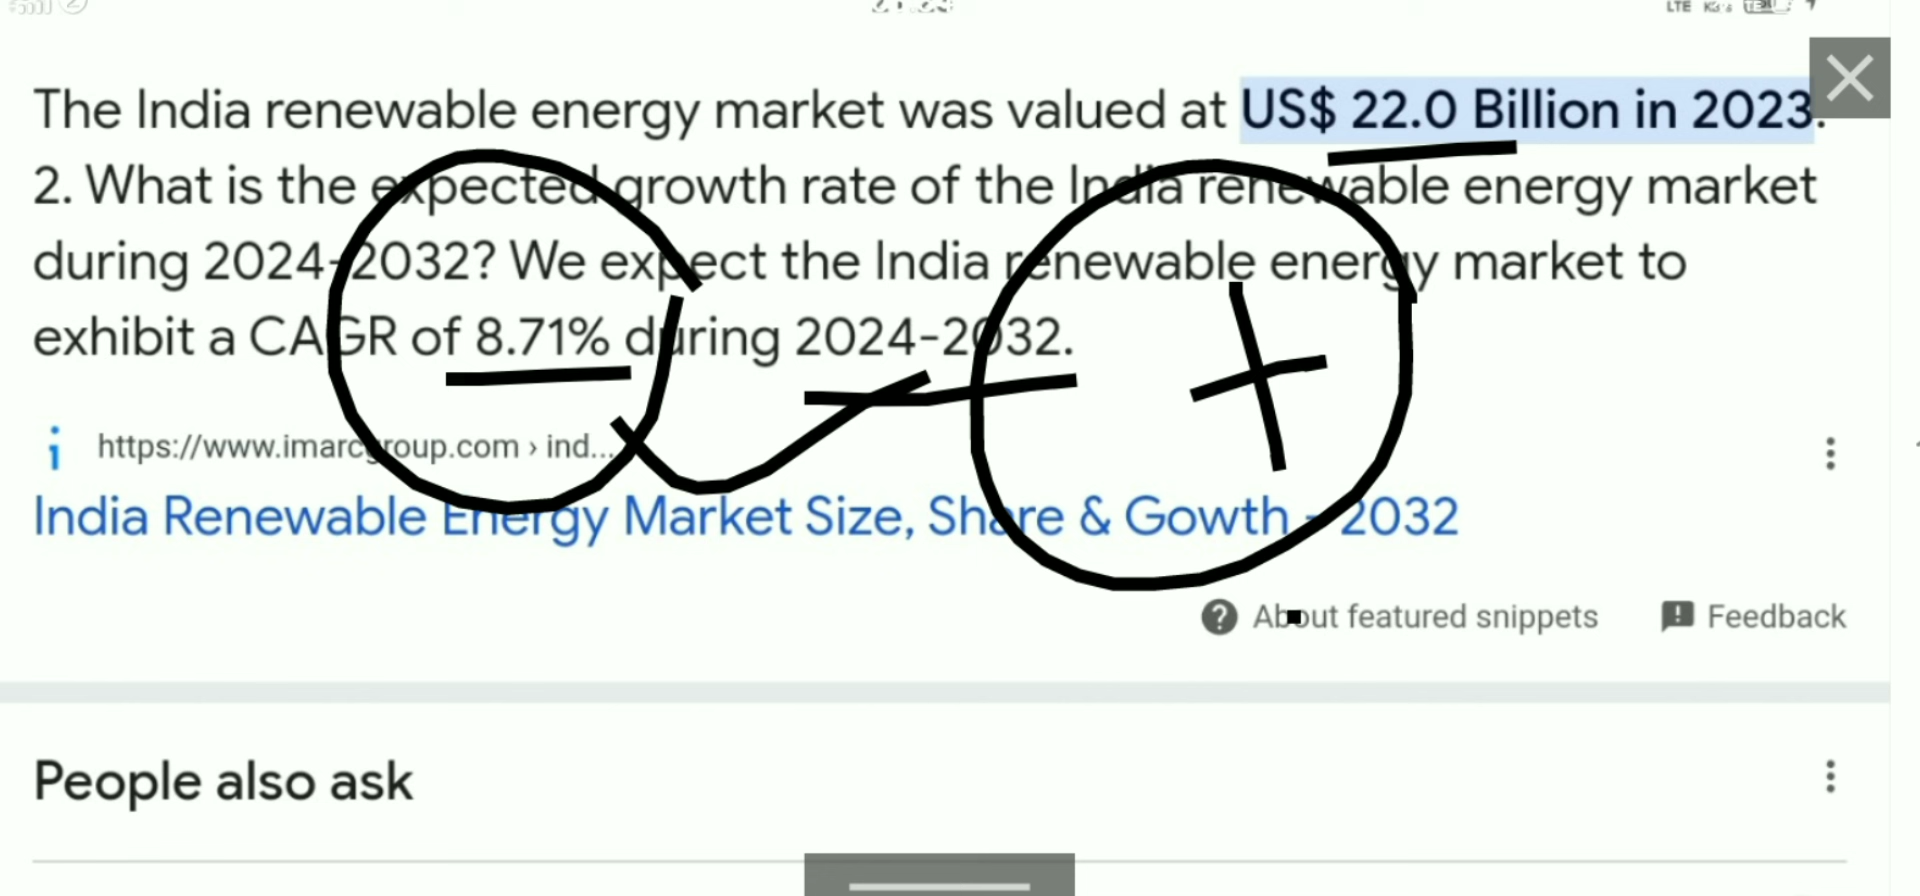 LTE
The India renewable energy market was valued at US$ 22.0 Billion in 2023.
2. What is the expected growth rate of the India renewable energy market
during 2024-2032? We expect the India renewable energy market to
exhibit a CAGR of 8.71% during 2024-2032.
https://www.imarcgroup.com › ind...
India Renewable Energy Market Size, Share & Gowth - 2032
About featured snippets
Feedback
People also ask